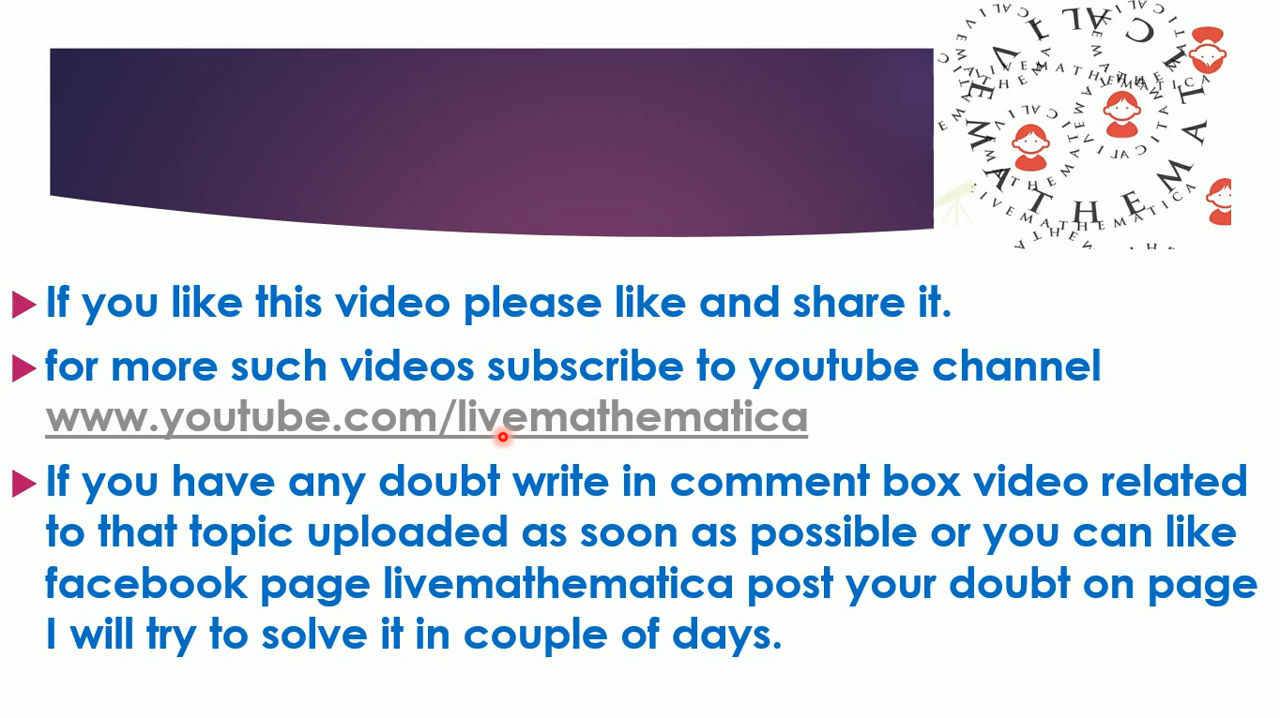 LIVEMATHEMATICA
If you like this video please like and share it.
for more such videos subscribe to youtube channel
www.youtube.com/livemathematica
If you have any doubt write in comment box video related
to that topic uploaded as soon as possible or you can like
facebook page livemathematica post your doubt on page
I will try to solve it in couple of days.